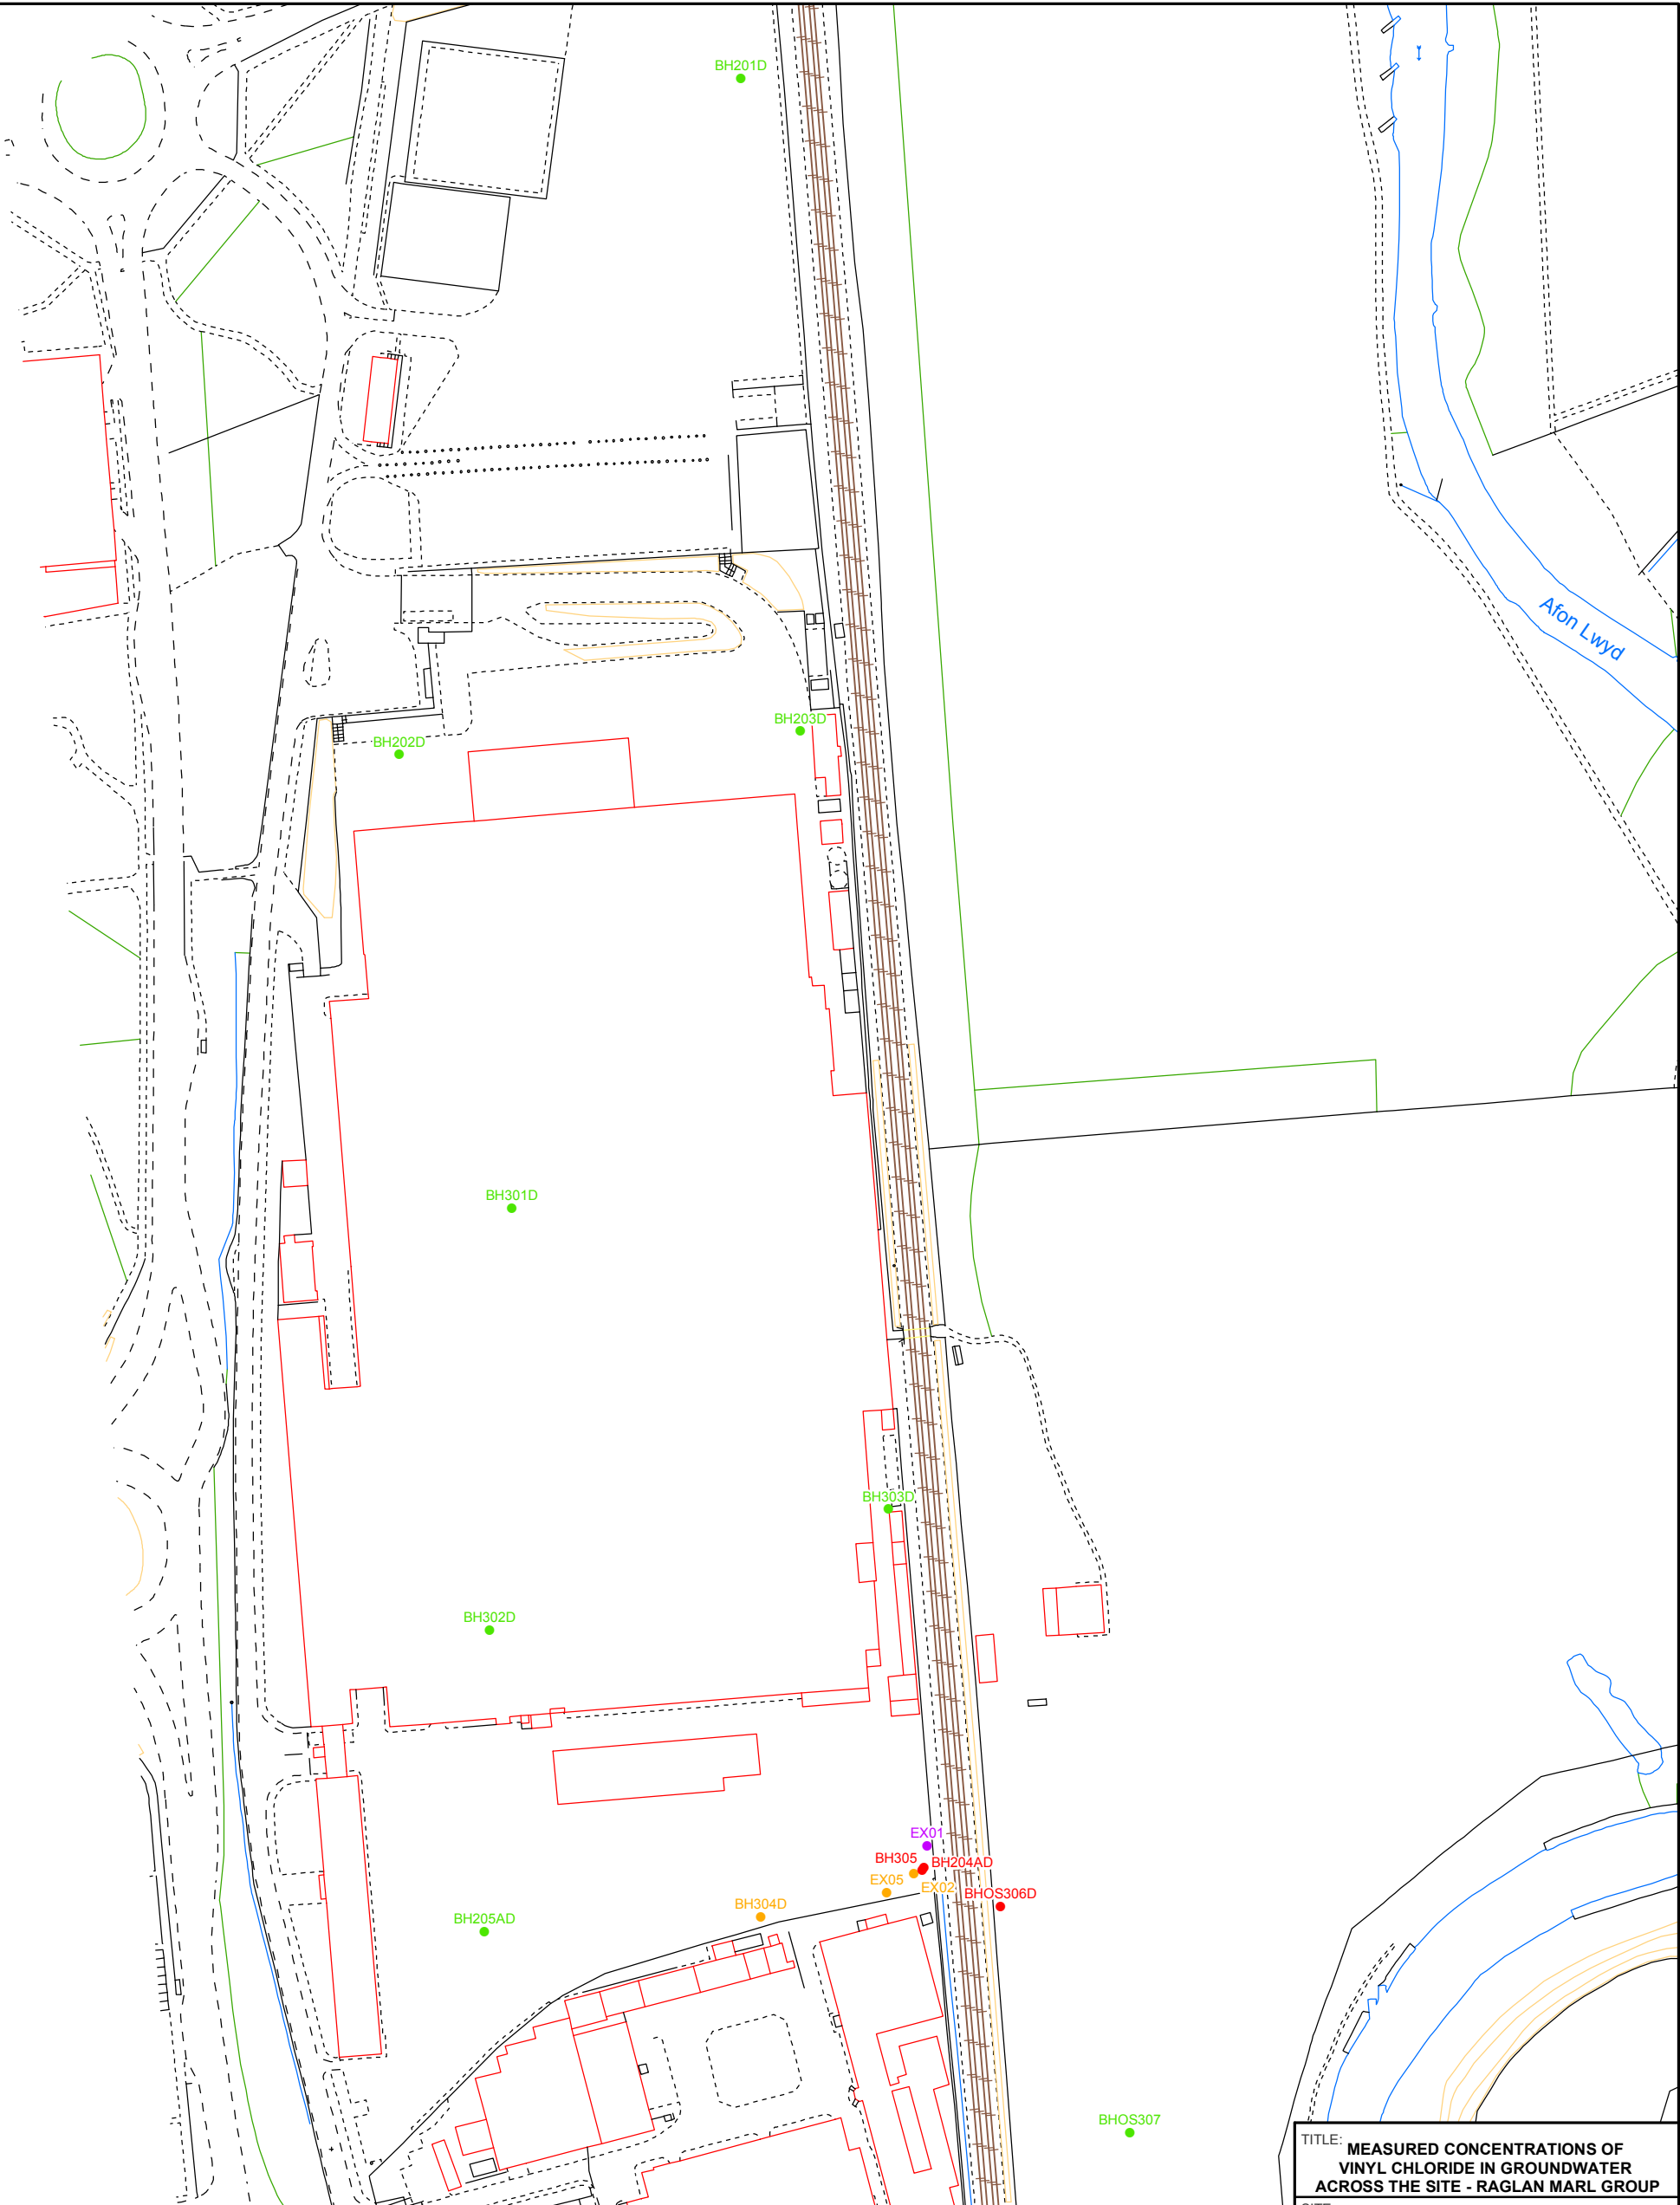 BH201D
Afon Lwyd
BH203D
BH202D
BH301D
BH303D
BH302D
EX01
BH305
BH204AD
EX05
EX02
BHOS306D
BH304D
BH205AD
BHOS307
TITLE:
MEASURED CONCENTRATIONS OF
VINYL CHLORIDE IN GROUNDWATER
ACROSS THE SITE - RAGLAN MARL GROUP